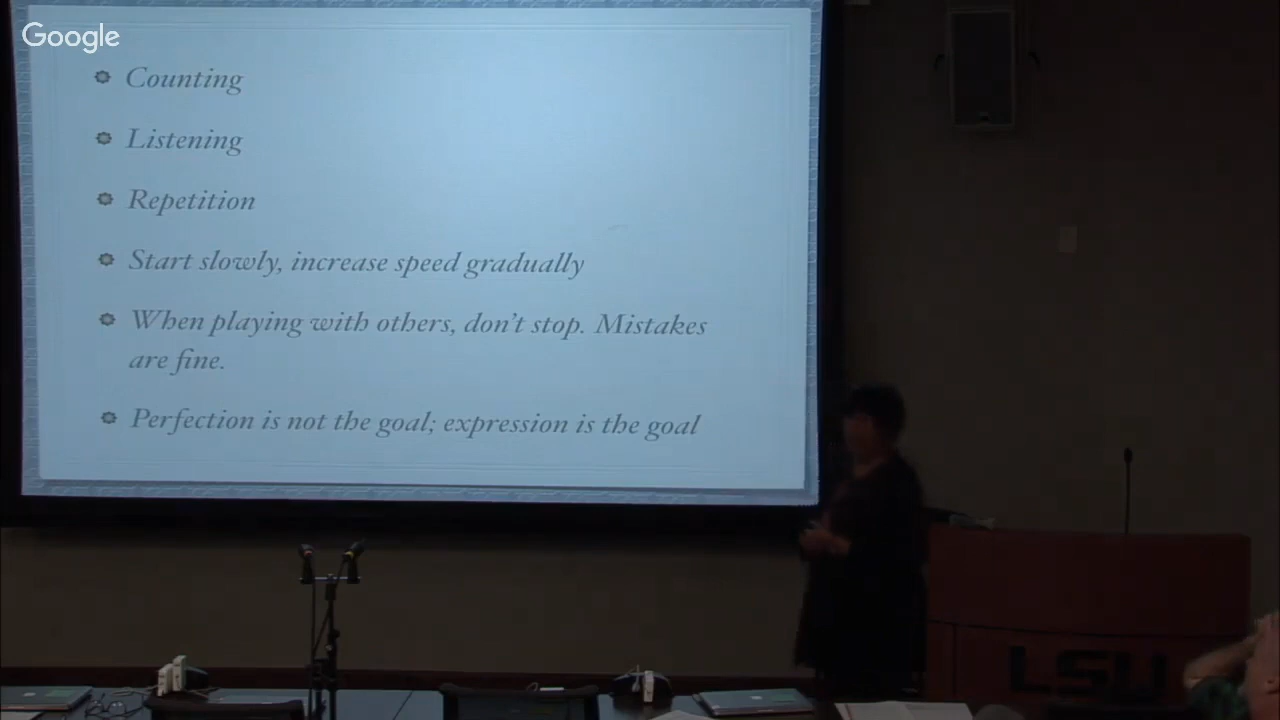 Google
Counting
Listening
Repetition
Start slowly, increase speed gradually
When playing with others, don't stop. Mistakes
are fine.
Perfection is not the goal; expression is the goal
LSU